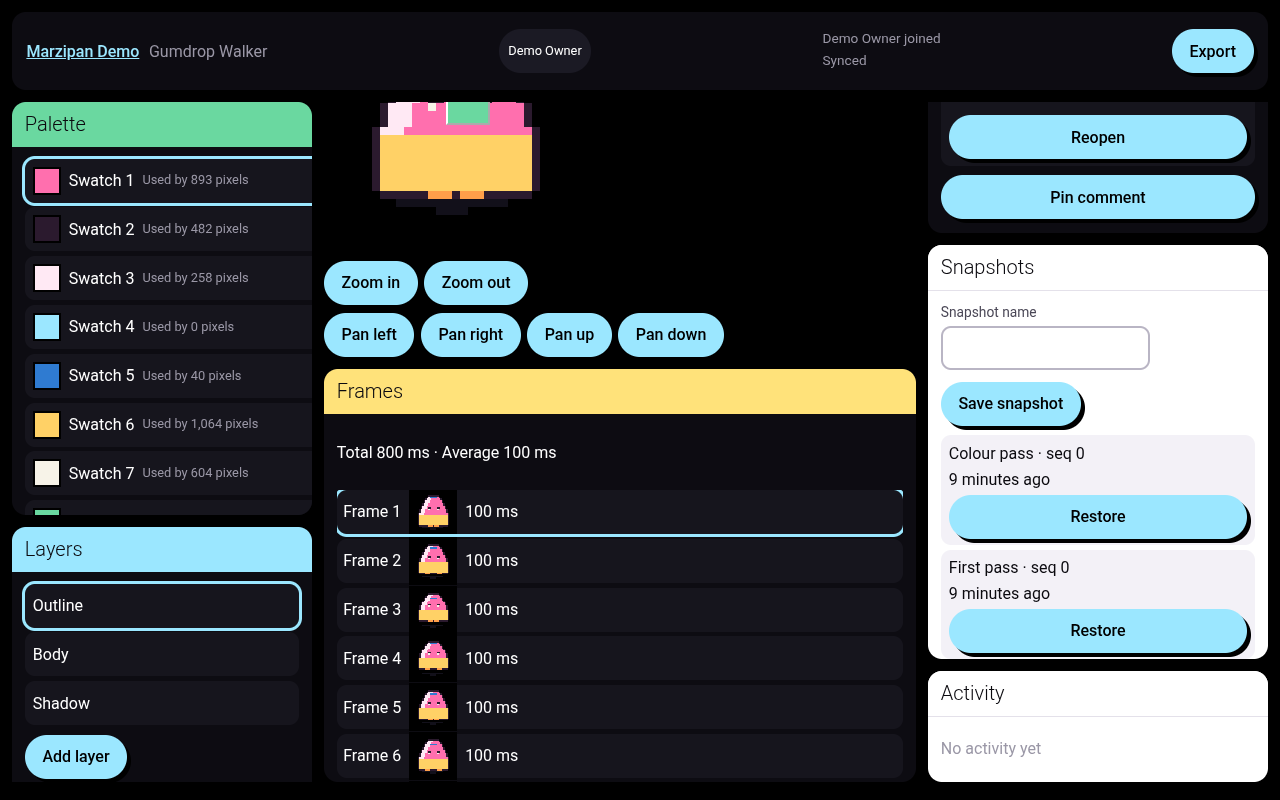 Marzipan Demo Gumdrop Walker
Demo Owner
Demo Owner joined
Synced
Export
Palette
Swatch 1 Used by 893 pixels
Swatch 2 Used by 482 pixels
Swatch 3 Used by 258 pixels
Swatch 4 Used by 0 pixels
Swatch 5 Used by 40 pixels
Swatch 6 Used by 1,064 pixels
Swatch 7 Used by 604 pixels
Layers
Outline
Body
Shadow
Add layer
Zoom in Zoom out
Pan left Pan right Pan up Pan down
Frames
Total 800 ms · Average 100 ms
Frame 1 100 ms
Frame 2 100 ms
Frame 3 100 ms
Frame 4 100 ms
Frame 5 100 ms
Frame 6 100 ms
Reopen
Pin comment
Snapshots
Snapshot name
Save snapshot
Colour pass · seq 0
9 minutes ago
Restore
First pass · seq 0
9 minutes ago
Restore
Activity
No activity yet